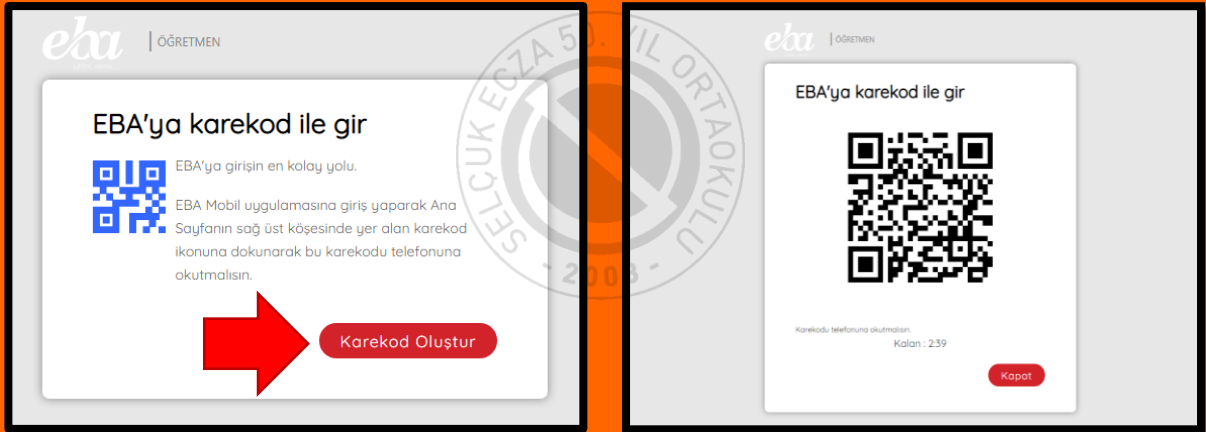 eba
ÖĞRETMEN
EBA'ya karekod ile gir
EBA'ya girişin en kolay yolu.
EBA Mobil uygulamasına giriş yaparak Ana
Sayfanın sağ üst köşesinde yer alan karekod
ikonuna dokunarak bu karekodu telefonuna
okutmalısın.
Karekod Oluştur
SELÇUK ECZA 50. YIL ORTAOKULU
- 2008 -
eba
ÖĞRETMEN
EBA'ya karekod ile gir
Karekodu telefonuna okutmalısın.
Kalan : 2:39
Kapat